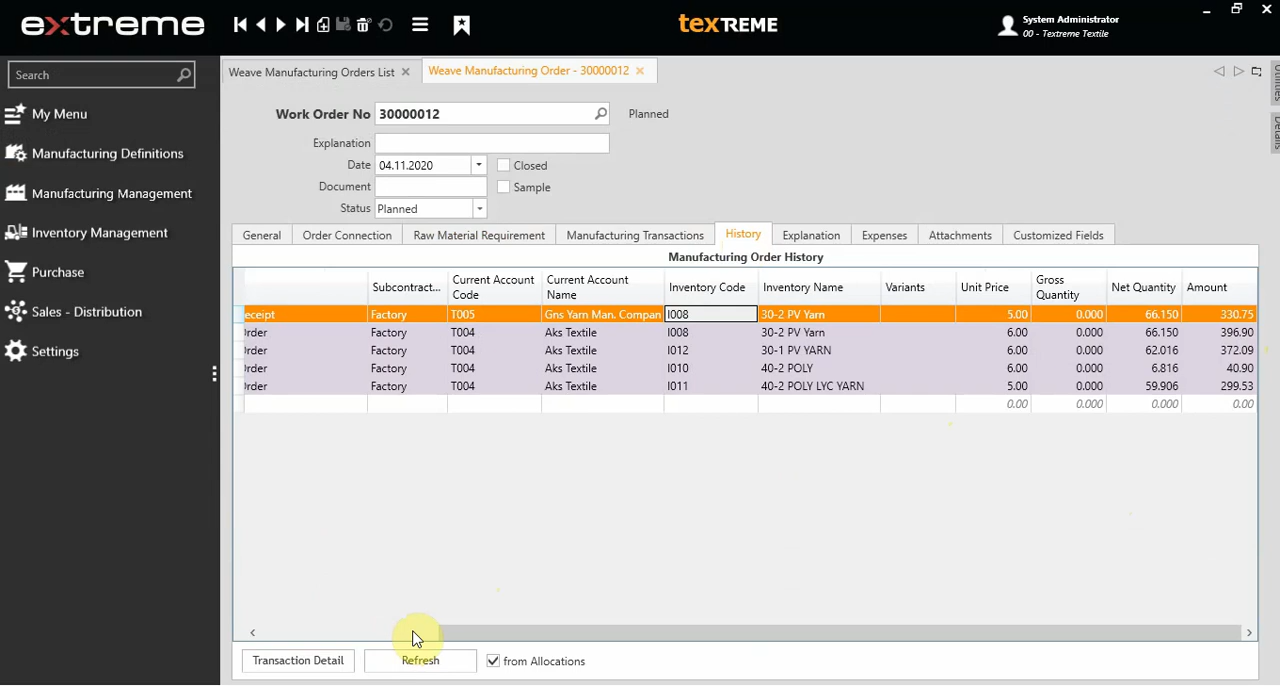 extreme
texTREME
System Administrator
00 - Textreme Textile
Search
My Menu
Manufacturing Definitions
Manufacturing Management
Inventory Management
Purchase
Sales - Distribution
Settings
Weave Manufacturing Orders List
Weave Manufacturing Order - 30000012
Work Order No 30000012 Planned
Explanation
Date 04.11.2020 Closed
Document Sample
Status Planned
General Order Connection Raw Material Requirement Manufacturing Transactions History Explanation Expenses Attachments Customized Fields
Manufacturing Order History
Subcontract... Current Account Code Current Account Name Inventory Code Inventory Name Variants Unit Price Gross Quantity Net Quantity Amount
eceipt Factory T005 Gns Yarn Man. Compan I008 30-2 PV Yarn 5.00 0.000 66.150 330.75
Order Factory T004 Aks Textile I008 30-2 PV Yarn 6.00 0.000 66.150 396.90
Order Factory T004 Aks Textile I012 30-1 PV YARN 6.00 0.000 62.016 372.09
Order Factory T004 Aks Textile I010 40-2 POLY 6.00 0.000 6.816 40.90
Order Factory T004 Aks Textile I011 40-2 POLY LYC YARN 5.00 0.000 59.906 299.53
0.00 0.000 0.000 0.00
Transaction Detail Refresh from Allocations
Details